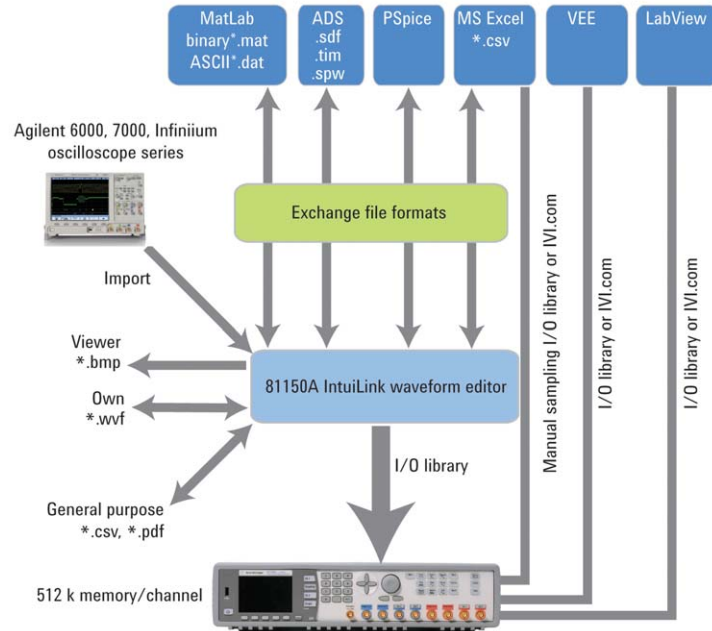 MatLab
binary*.mat
ASCII*.dat
ADS
.sdf
.tim
.spw
PSpice
MS Excel
*.csv
VEE
LabView
Agilent 6000, 7000, Infiniium
oscilloscope series
Exchange file formats
Import
Viewer
*.bmp
81150A IntuiLink waveform editor
Own
*.wvf
I/O library
General purpose
*.csv, *.pdf
Manual sampling I/O library or IVI.com
I/O library or IVI.com
I/O library or IVI.com
512 k memory/channel